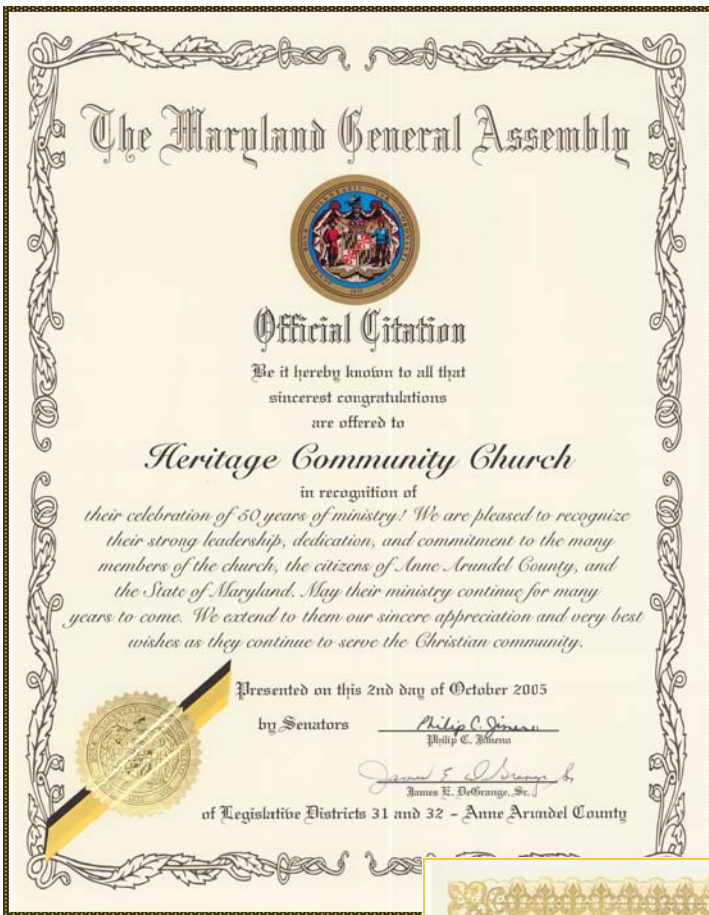 The Maryland General Assembly
Official Citation
Be it hereby known to all that
sincerest congratulations
are offered to
Heritage Community Church
in recognition of
their celebration of 50 years of ministry! We are pleased to recognize
their strong leadership, dedication, and commitment to the many
members of the church, the citizens of Anne Arundel County, and
the State of Maryland. May their ministry continue for many
years to come. We extend to them our sincere appreciation and very best
wishes as they continue to serve the Christian community.
Presented on this 2nd day of October 2005
by Senators Philip C. Jimeno
Philip C. Jimeno
James E. DeGrange Sr
James E. DeGrange, Sr.
of Legislative Districts 31 and 32 - Anne Arundel County